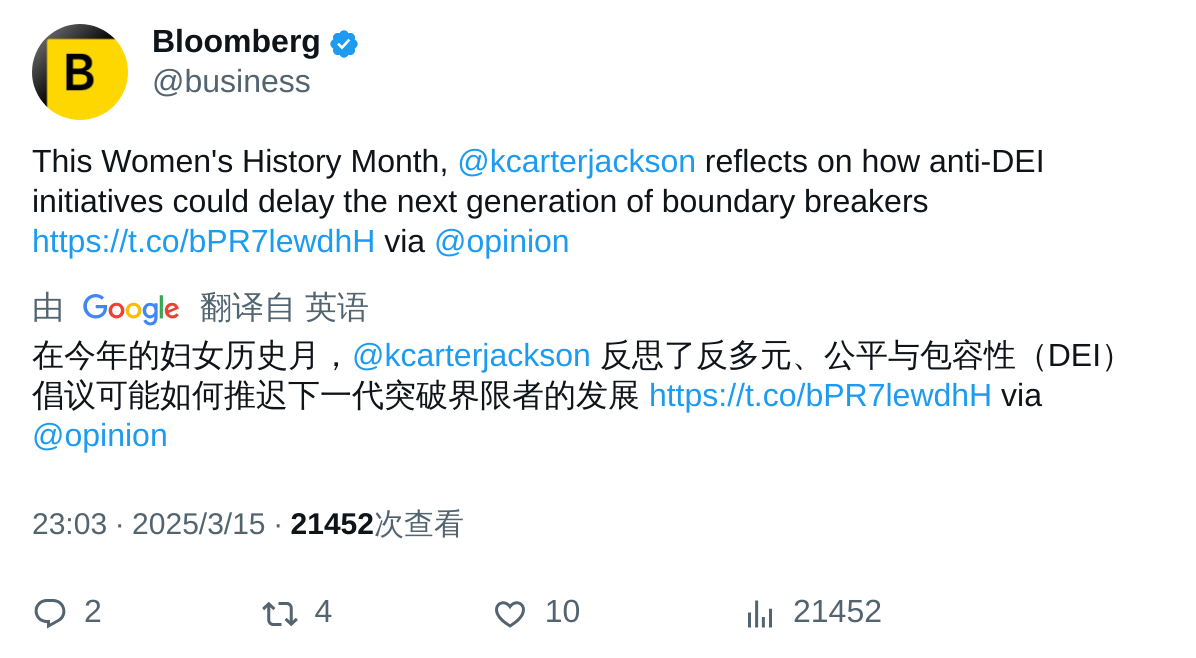 B
Bloomberg
@business
This Women's History Month, @kcarterjackson reflects on how anti-DEI
initiatives could delay the next generation of boundary breakers
https://t.co/bPR7lewdhH via @opinion
由 Google 翻译自 英语
在今年的妇女历史月，@kcarterjackson 反思了反多元、公平与包容性（DEI）
倡议可能如何推迟下一代突破界限者的发展 https://t.co/bPR7lewdhH via
@opinion
23:03 · 2025/3/15 · 21452次查看
2 4 10 21452